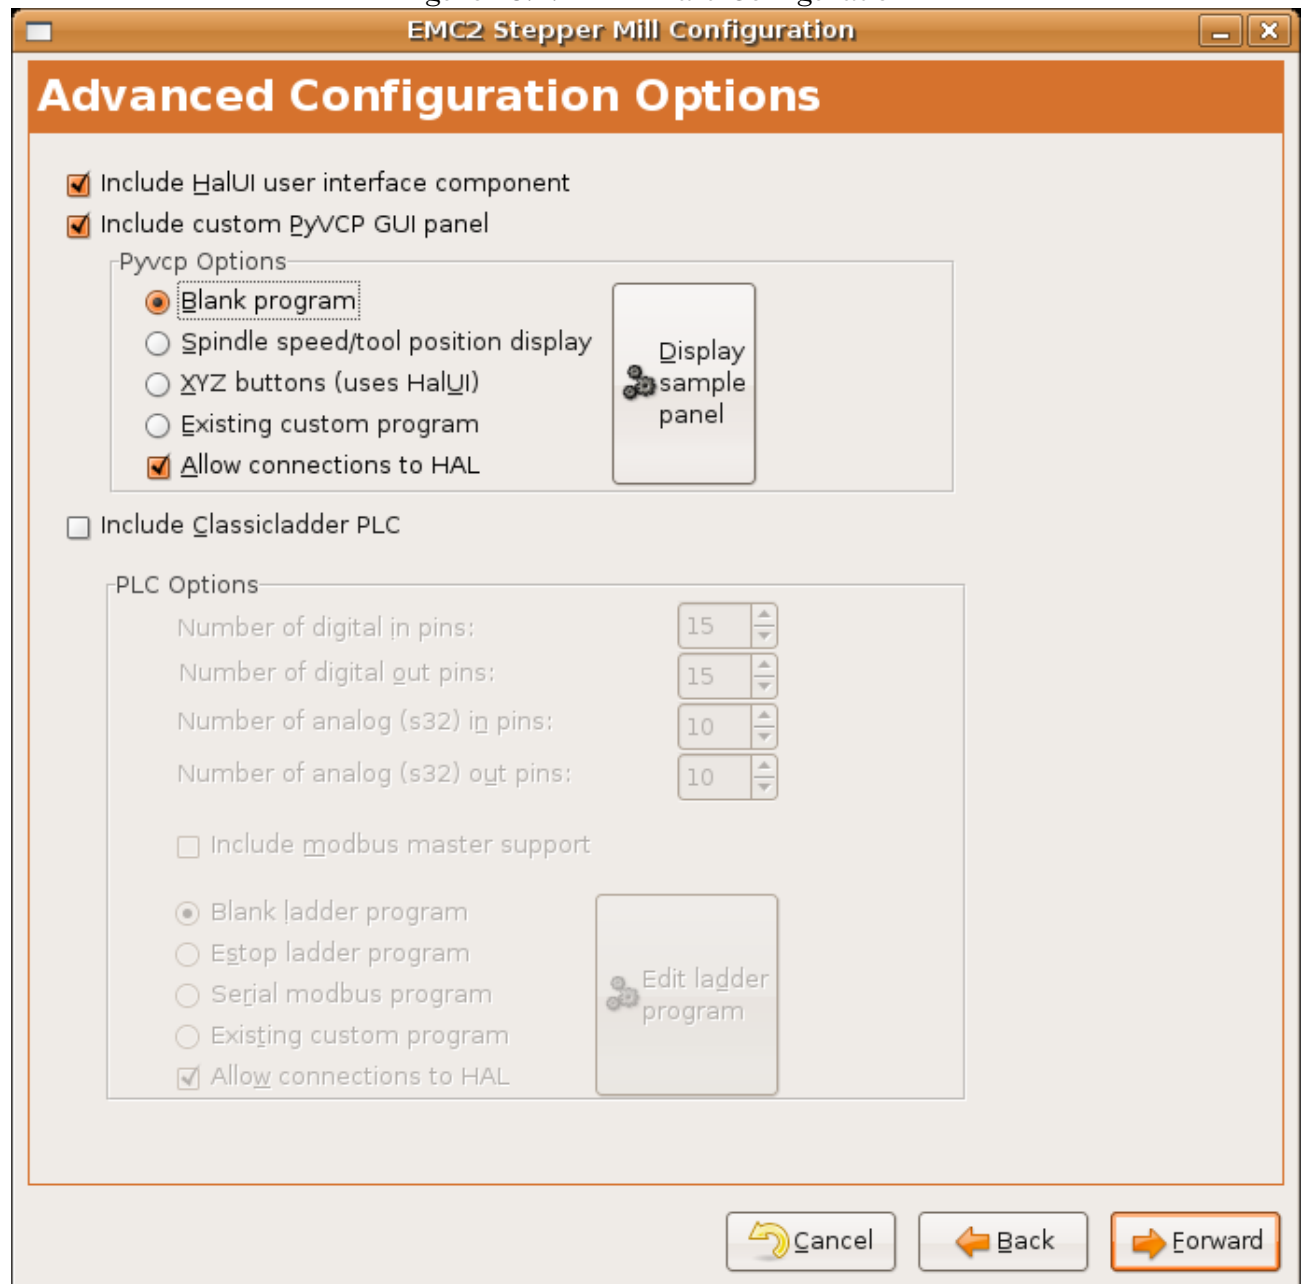 EMC2 Stepper Mill Configuration
Advanced Configuration Options
Include HalUI user interface component
Include custom PyVCP GUI panel
Pyvcp Options
Blank program
Spindle speed/tool position display
XYZ buttons (uses HalUI)
Existing custom program
Allow connections to HAL
Display
sample
panel
Include Classicladder PLC
PLC Options
Number of digital in pins: 15
Number of digital out pins: 15
Number of analog (s32) in pins: 10
Number of analog (s32) out pins: 10
Include modbus master support
Blank ladder program
Estop ladder program
Serial modbus program
Existing custom program
Allow connections to HAL
Edit ladder
program
Cancel Back Forward